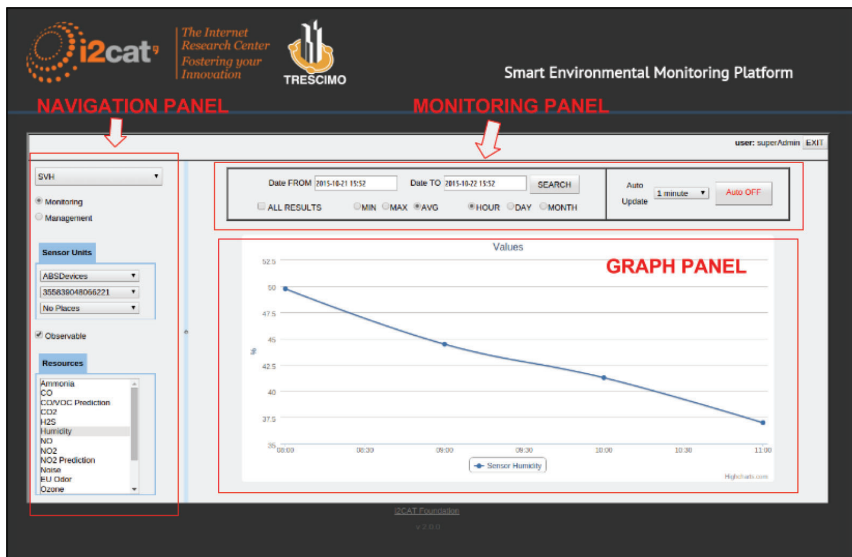 i2cat
The Internet
Research Center
Fostering your
Innovation
TRESCIMO
Smart Environmental Monitoring Platform
NAVIGATION PANEL
MONITORING PANEL
user: superAdmin EXIT
SVH
Monitoring
Management
Sensor Units
ABSDevices
355839048066221
No Places
Observable
Resources
Ammonia
CO
CO/VOC Prediction
CO2
H2S
Humidity
NO
NO2
NO2 Prediction
Noise
EU Odor
Ozone
Date FROM 2015-10-21 15:52 Date TO 2015-10-22 15:52 SEARCH
ALL RESULTS MIN MAX AVG HOUR DAY MONTH
Auto
Update
1 minute
Auto OFF
Values
GRAPH PANEL
%
52.5
50
47.5
45
42.5
40
37.5
35
08:00 08:30 09:00 09:30 10:00 10:30 11:00
Sensor Humidity
Highcharts.com
i2CAT Foundation
v 2.0.0